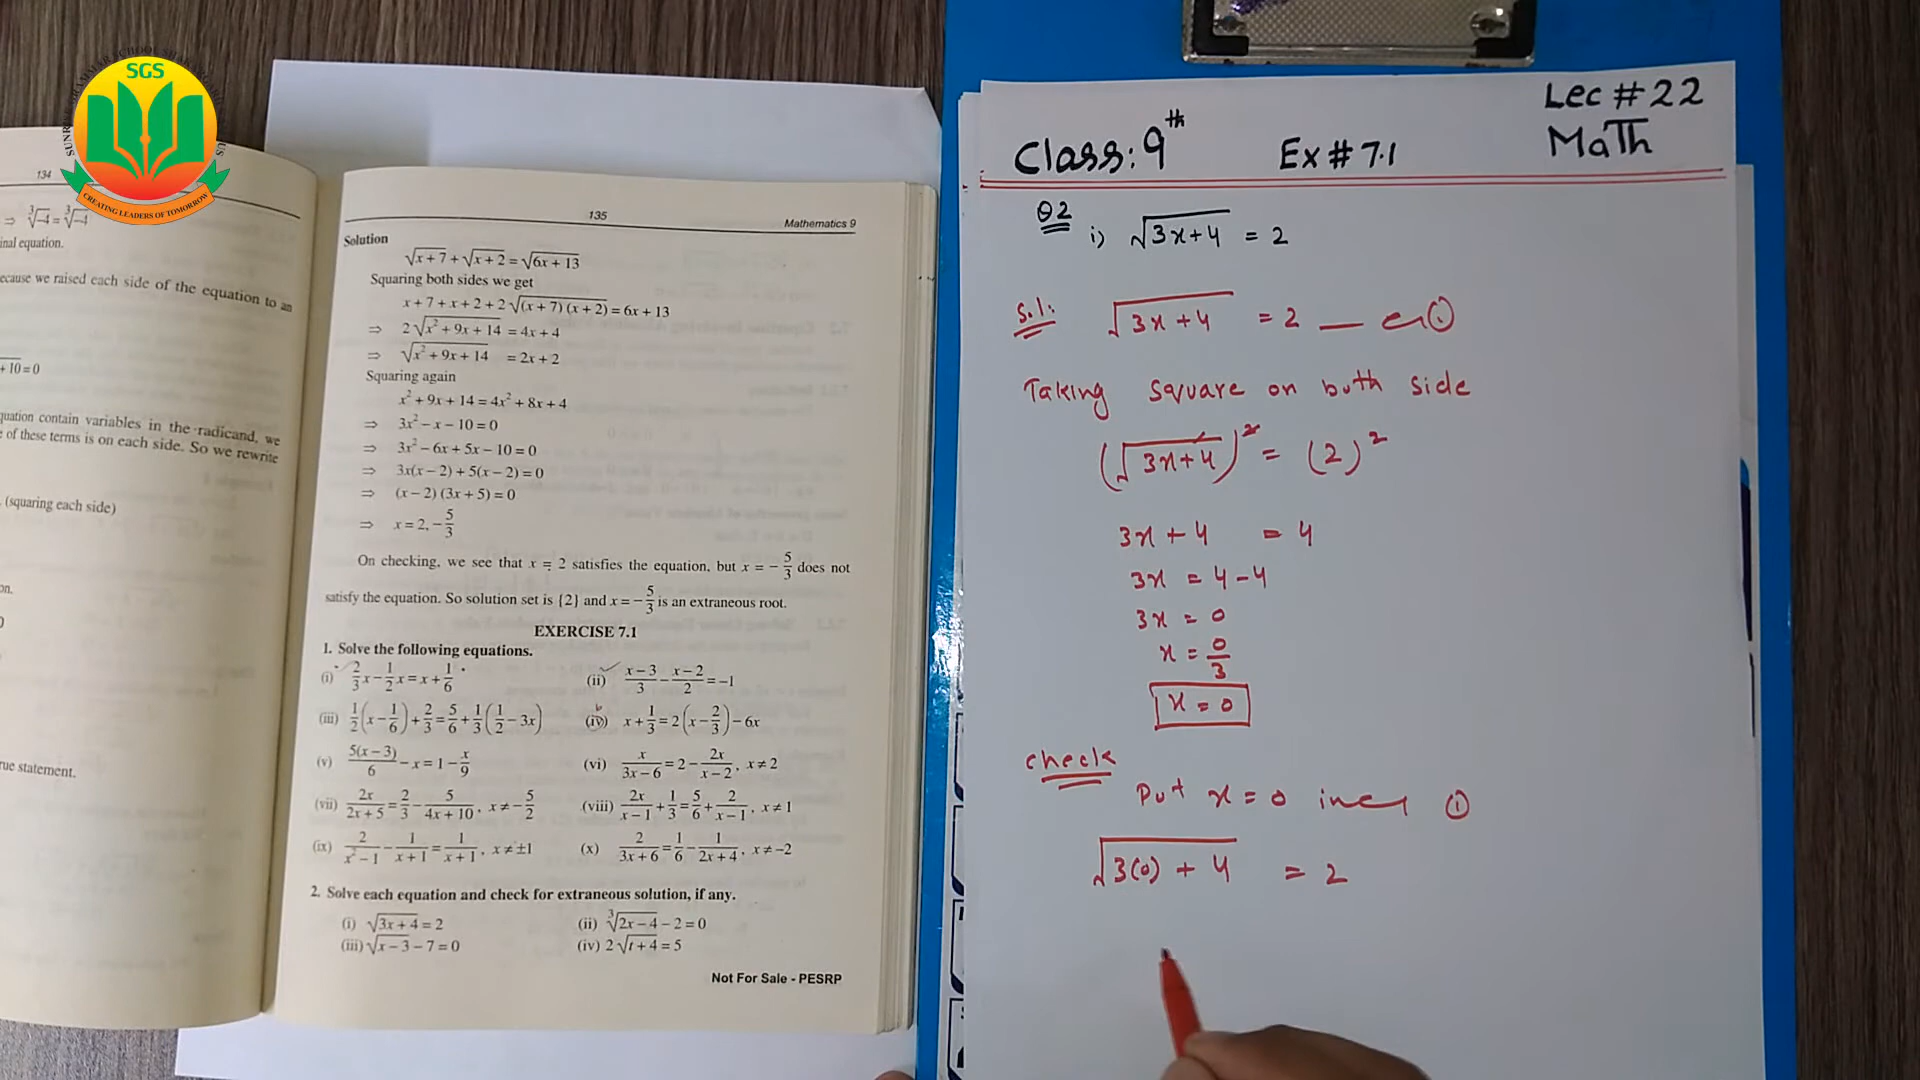 SGS
CREATING LEADERS OF TOMORROW
134
⇒ ∛-4 = ∛-4
inal equation.
ecause we raised each side of the equation to an
+ 10 = 0
quation contain variables in the radicand, we
of these terms is on each side. So we rewrite
. (squaring each side)
on.
rue statement.
135
Mathematics 9
Solution
√(x + 7) + √(x + 2) = √(6x + 13)
Squaring both sides we get
x + 7 + x + 2 + 2√((x + 7) (x + 2)) = 6x + 13
⇒ 2√(x² + 9x + 14) = 4x + 4
⇒ √(x² + 9x + 14) = 2x + 2
Squaring again
x² + 9x + 14 = 4x² + 8x + 4
⇒ 3x² − x − 10 = 0
⇒ 3x² − 6x + 5x − 10 = 0
⇒ 3x(x − 2) + 5(x − 2) = 0
⇒ (x − 2) (3x + 5) = 0
⇒ x = 2, −5/3
On checking, we see that x = 2 satisfies the equation, but x = −5/3 does not
satisfy the equation. So solution set is {2} and x = −5/3 is an extraneous root.
EXERCISE 7.1
1. Solve the following equations.
(i) 2/3 x − 1/2 x = x + 1/6 (ii) (x − 3)/3 − (x − 2)/2 = −1
(iii) 1/2 (x − 1/6) + 2/3 = 5/6 + 1/3 (1/2 − 3x) (iv) x + 1/3 = 2 (x − 2/3) − 6x
(v) 5(x − 3)/6 − x = 1 − x/9 (vi) x/(3x − 6) = 2 − 2x/(x − 2), x ≠ 2
(vii) 2x/(2x + 5) = 2/3 − 5/(4x + 10), x ≠ −5/2 (viii) 2x/(x − 1) + 1/3 = 5/6 + 2/(x − 1), x ≠ 1
(ix) 2/(x² − 1) − 1/(x + 1) = 1/(x + 1), x ≠ ±1 (x) 2/(3x + 6) = 1/6 − 1/(2x + 4), x ≠ −2
2. Solve each equation and check for extraneous solution, if any.
(i) √(3x + 4) = 2 (ii) ∛(2x − 4) − 2 = 0
(iii) √(x − 3) − 7 = 0 (iv) 2√(t + 4) = 5
Not For Sale - PESRP
Lec # 22
Class: 9th Ex # 7.1 Math
Q2 i) √(3x+4) = 2
Sol: √(3x+4) = 2 — ①
Taking square on both side
(√(3x+4))² = (2)²
3x + 4 = 4
3x = 4 - 4
3x = 0
x = 0/3
x = 0
check
Put x = 0 in ①
√(3(0) + 4) = 2